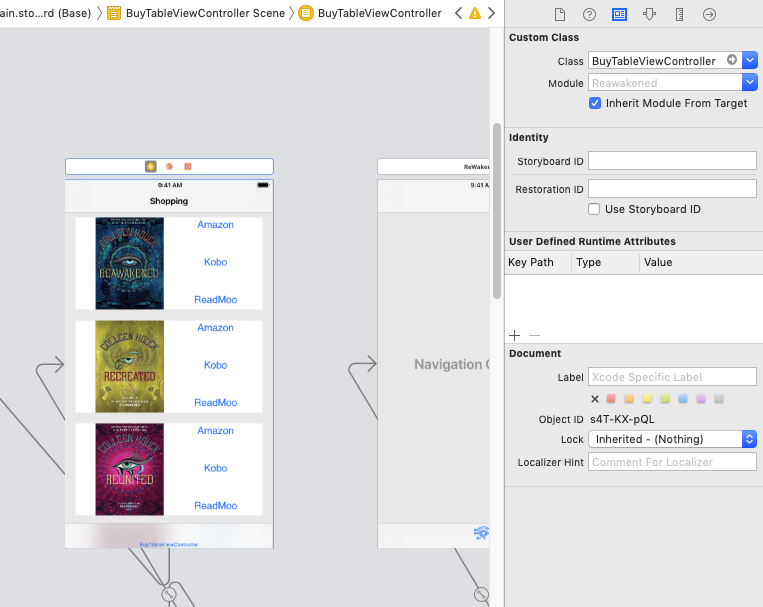 ain.sto...rd (Base) BuyTableViewController Scene BuyTableViewController
Custom Class
Class BuyTableViewController
Module Reawakened
Inherit Module From Target
Identity
Storyboard ID
Restoration ID
Use Storyboard ID
User Defined Runtime Attributes
Key Path Type Value
Document
Label Xcode Specific Label
Object ID s4T-KX-pQL
Lock Inherited - (Nothing)
Localizer Hint Comment For Localizer
9:41 AM
Shopping
COLLEEN HOUCK
REAWAKENED
Amazon
Kobo
ReadMoo
COLLEEN HOUCK
RECREATED
Amazon
Kobo
ReadMoo
COLLEEN HOUCK
REUNITED
Amazon
Kobo
ReadMoo
BuyTableViewController
ReWake
9:41 A
Navigation C